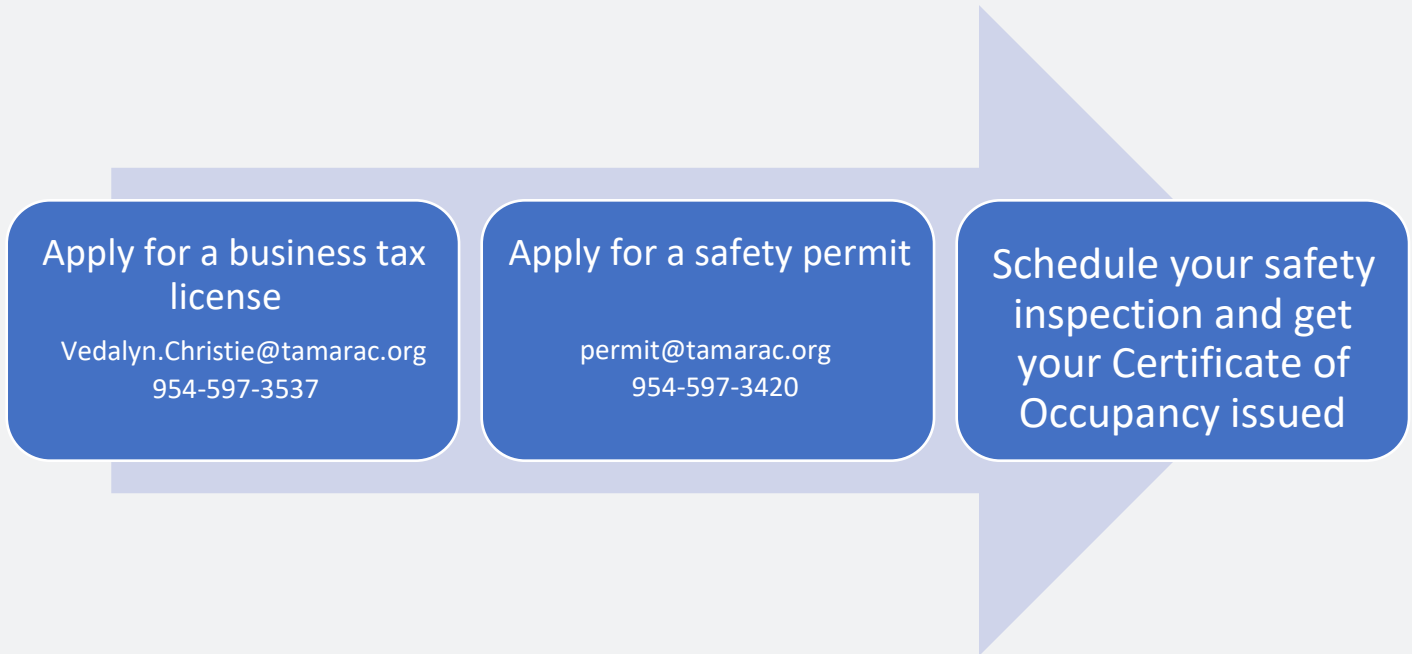 Apply for a business tax
license
Vedalyn.Christie@tamarac.org
954-597-3537
Apply for a safety permit
permit@tamarac.org
954-597-3420
Schedule your safety
inspection and get
your Certificate of
Occupancy issued